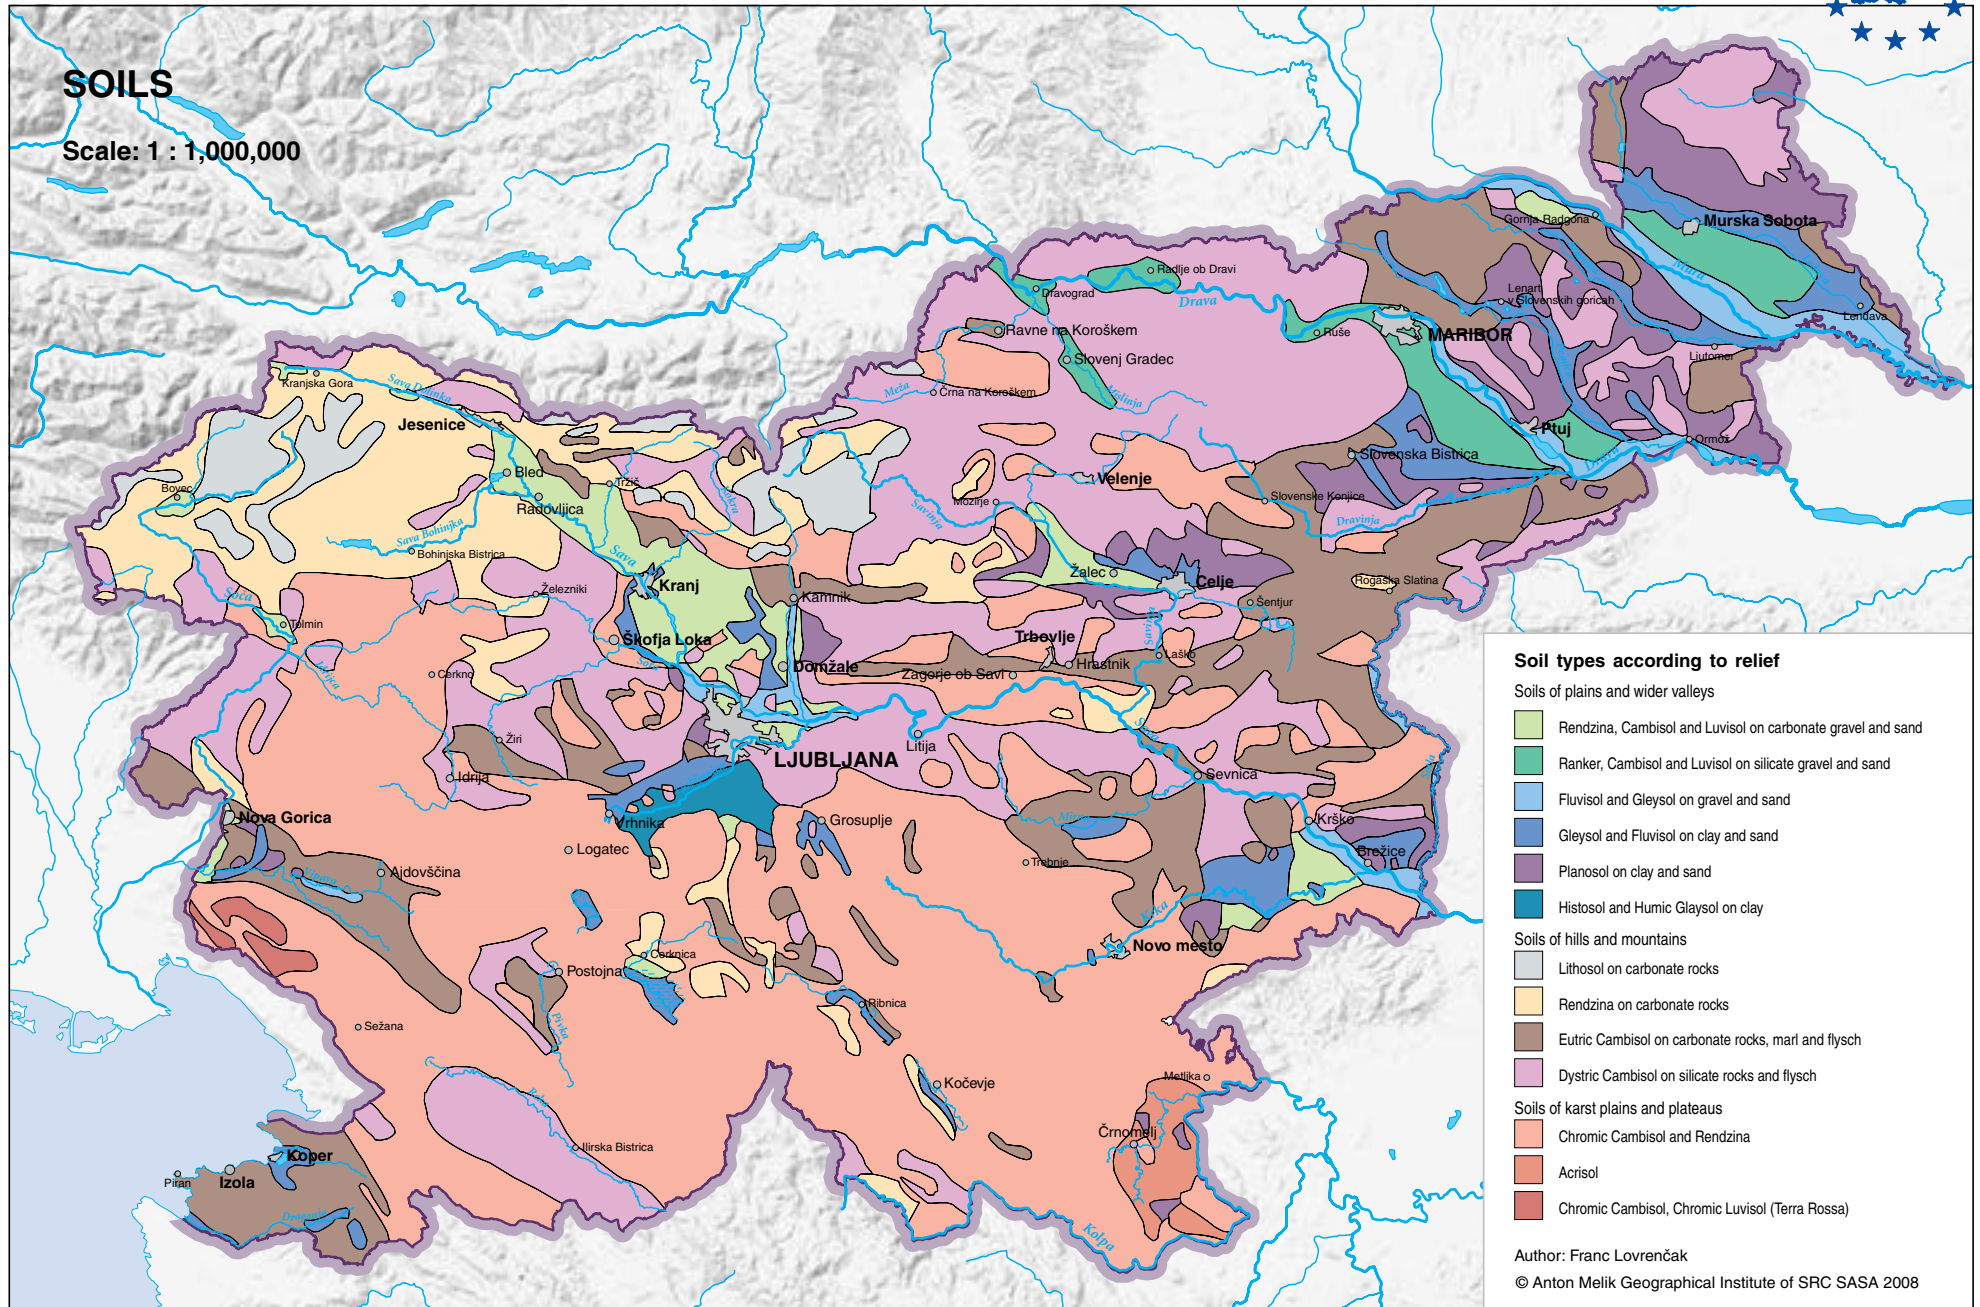 SOILS
Scale: 1 : 1,000,000
Murska Sobota
Gornja Radgona
Mura
Radlje ob Dravi
Dravograd
Drava
Lenart
v Slovenskih goricah
Lendava
Ravne na Koroškem
Ruše
MARIBOR
Ljutomer
Slovenj Gradec
Kranjska Gora
Sava Dolinka
Meža
Črna na Koroškem
Mislinja
Jesenice
Ptuj
Ormož
Drava
Slovenska Bistrica
Bled
Tržič
Velenje
Bovec
Kokra
Mozirje
Slovenske Konjice
Radovljica
Savinja
Dravinja
Sava Bohinjka
Bohinjska Bistrica
Sava
Žalec
Celje
Rogaška Slatina
Kranj
Železniki
Kamnik
Šentjur
Soča
Tolmin
Škofja Loka
Trbovlje
Savinja
Laško
Domžale
Hrastnik
Sora
Idrijca
Cerkno
Zagorje ob Savi
Žiri
Litija
Sava
LJUBLJANA
Idrija
Sevnica
Nova Gorica
Vrhnika
Grosuplje
Mirna
Krško
Logatec
Brežice
Trebnje
Ajdovščina
Vipava
Krka
Novo mesto
Cerknica
Postojna
Ribnica
Sežana
Pivka
Kočevje
Metlika
Reka
Črnomelj
Ilirska Bistrica
Koper
Piran
Izola
Dragonja
Kolpa
Soil types according to relief
Soils of plains and wider valleys
Rendzina, Cambisol and Luvisol on carbonate gravel and sand
Ranker, Cambisol and Luvisol on silicate gravel and sand
Fluvisol and Gleysol on gravel and sand
Gleysol and Fluvisol on clay and sand
Planosol on clay and sand
Histosol and Humic Glaysol on clay
Soils of hills and mountains
Lithosol on carbonate rocks
Rendzina on carbonate rocks
Eutric Cambisol on carbonate rocks, marl and flysch
Dystric Cambisol on silicate rocks and flysch
Soils of karst plains and plateaus
Chromic Cambisol and Rendzina
Acrisol
Chromic Cambisol, Chromic Luvisol (Terra Rossa)
Author: Franc Lovrenčak
© Anton Melik Geographical Institute of SRC SASA 2008